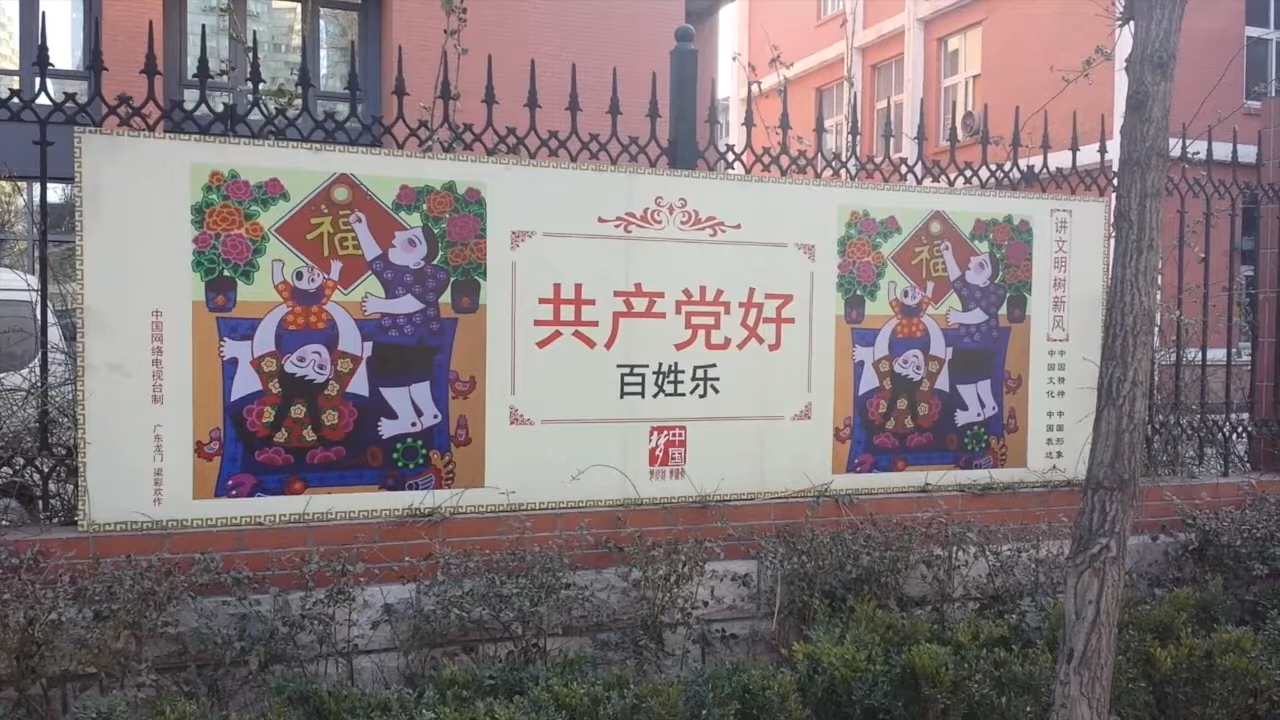 中国网络电视台制
广东龙门 梁彩欢作
福
共产党好
百姓乐
中国
梦
福
讲文明树新风
中国精神 中国形象
中国文化 中国表达